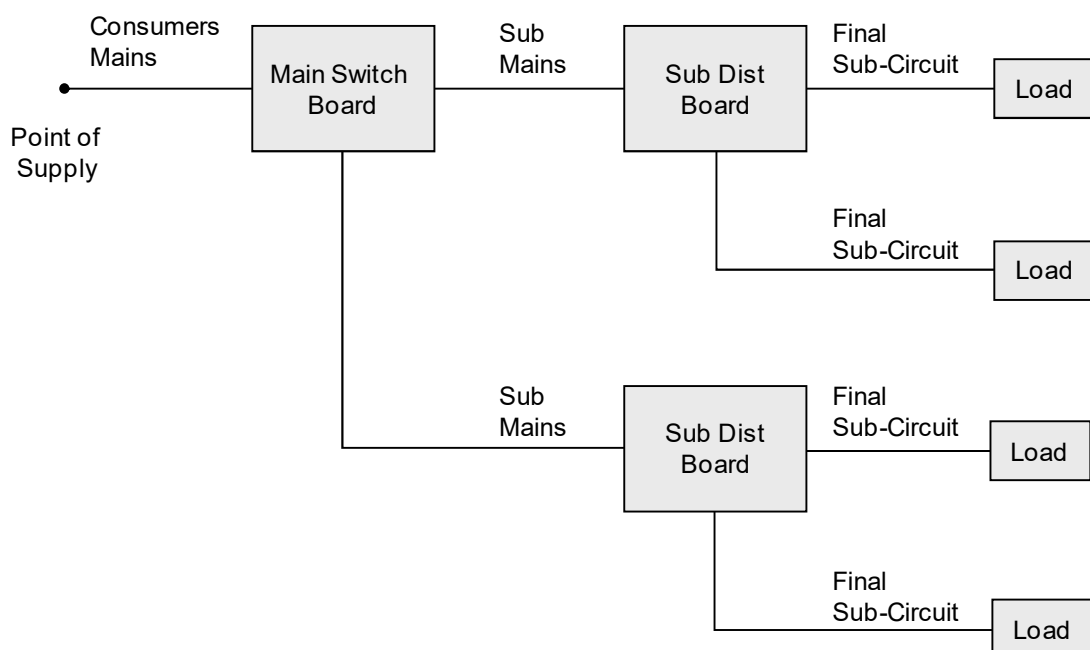 Consumers
Mains
Point of
Supply
Main Switch
Board
Sub
Mains
Sub Dist
Board
Final
Sub-Circuit
Load
Final
Sub-Circuit
Load
Sub
Mains
Sub Dist
Board
Final
Sub-Circuit
Load
Final
Sub-Circuit
Load